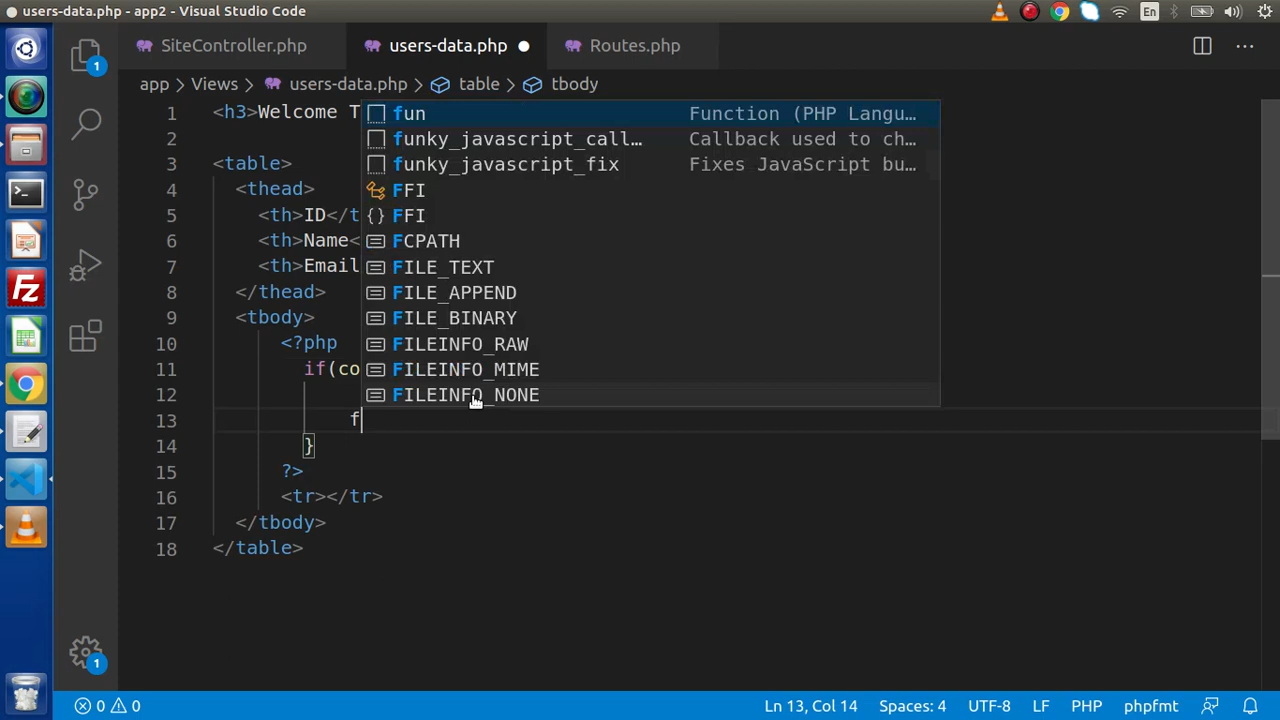 users-data.php - app2 - Visual Studio Code
En
SiteController.php
users-data.php
Routes.php
app > Views > users-data.php > table > tbody
1 <h3>Welcome T
2
3 <table>
4 <thead>
5 <th>ID</t
6 <th>Name<
7 <th>Email
8 </thead>
9 <tbody>
10 <?php
11 if(co
12
13 f
14 }
15 ?>
16 <tr></tr>
17 </tbody>
18 </table>
fun Function (PHP Langu…
funky_javascript_call… Callback used to ch…
funky_javascript_fix Fixes JavaScript bu…
FFI
{} FFI
FCPATH
FILE_TEXT
FILE_APPEND
FILE_BINARY
FILEINFO_RAW
FILEINFO_MIME
FILEINFO_NONE
1
Fz
1
0 0 Ln 13, Col 14 Spaces: 4 UTF-8 LF PHP phpfmt